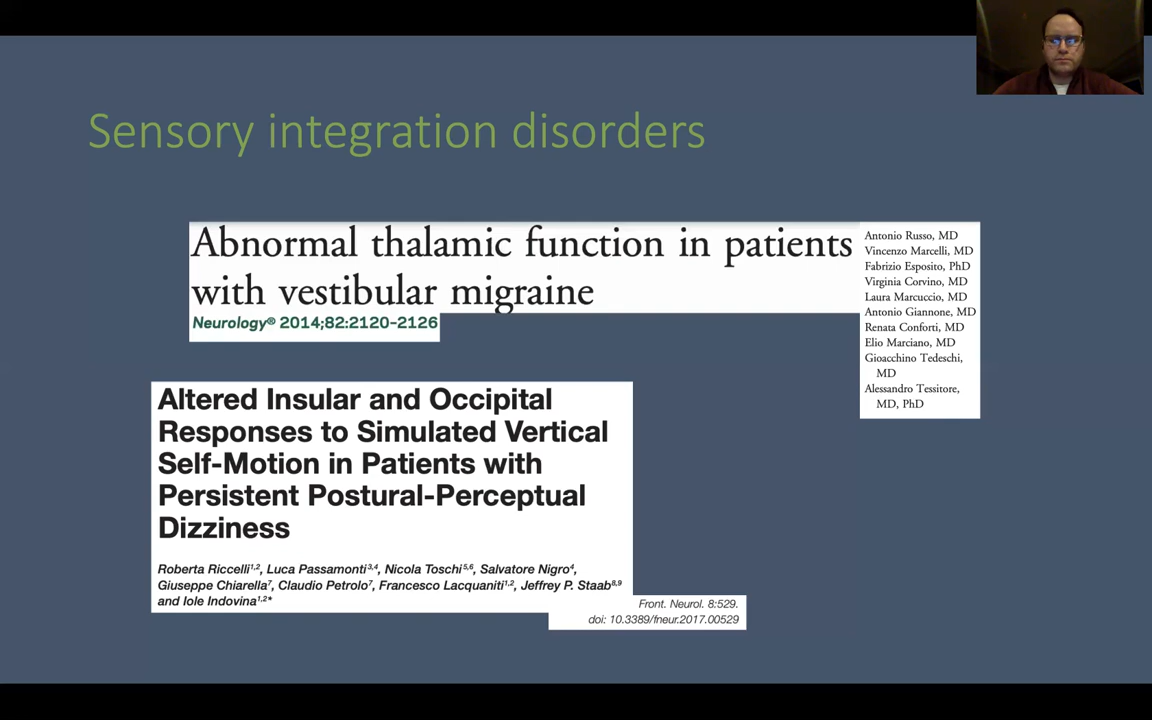 Sensory integration disorders
Abnormal thalamic function in patients
with vestibular migraine
Neurology® 2014;82:2120-2126
Antonio Russo, MD
Vincenzo Marcelli, MD
Fabrizio Esposito, PhD
Virginia Corvino, MD
Laura Marcuccio, MD
Antonio Giannone, MD
Renata Conforti, MD
Elio Marciano, MD
Gioacchino Tedeschi,
MD
Alessandro Tessitore,
MD, PhD
Altered Insular and Occipital
Responses to Simulated Vertical
Self-Motion in Patients with
Persistent Postural-Perceptual
Dizziness
Roberta Riccelli1,2, Luca Passamonti3,4, Nicola Toschi5,6, Salvatore Nigro4,
Giuseppe Chiarella7, Claudio Petrolo7, Francesco Lacquaniti1,2, Jeffrey P. Staab8,9
and Iole Indovina1,2*
Front. Neurol. 8:529.
doi: 10.3389/fneur.2017.00529